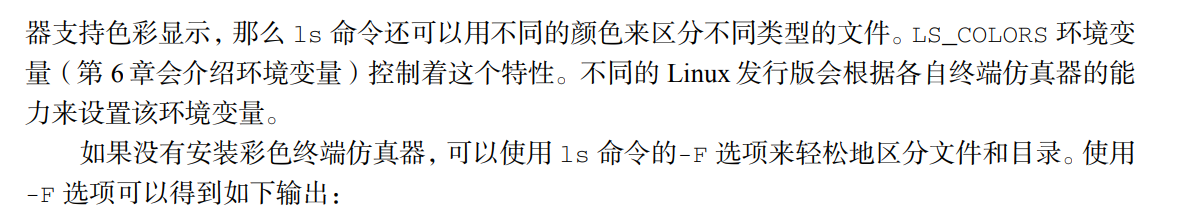 器支持色彩显示，那么 ls 命令还可以用不同的颜色来区分不同类型的文件。LS_COLORS 环境变
量（第 6 章会介绍环境变量）控制着这个特性。不同的 Linux 发行版会根据各自终端仿真器的能
力来设置该环境变量。
如果没有安装彩色终端仿真器，可以使用 ls 命令的-F 选项来轻松地区分文件和目录。使用
-F 选项可以得到如下输出：